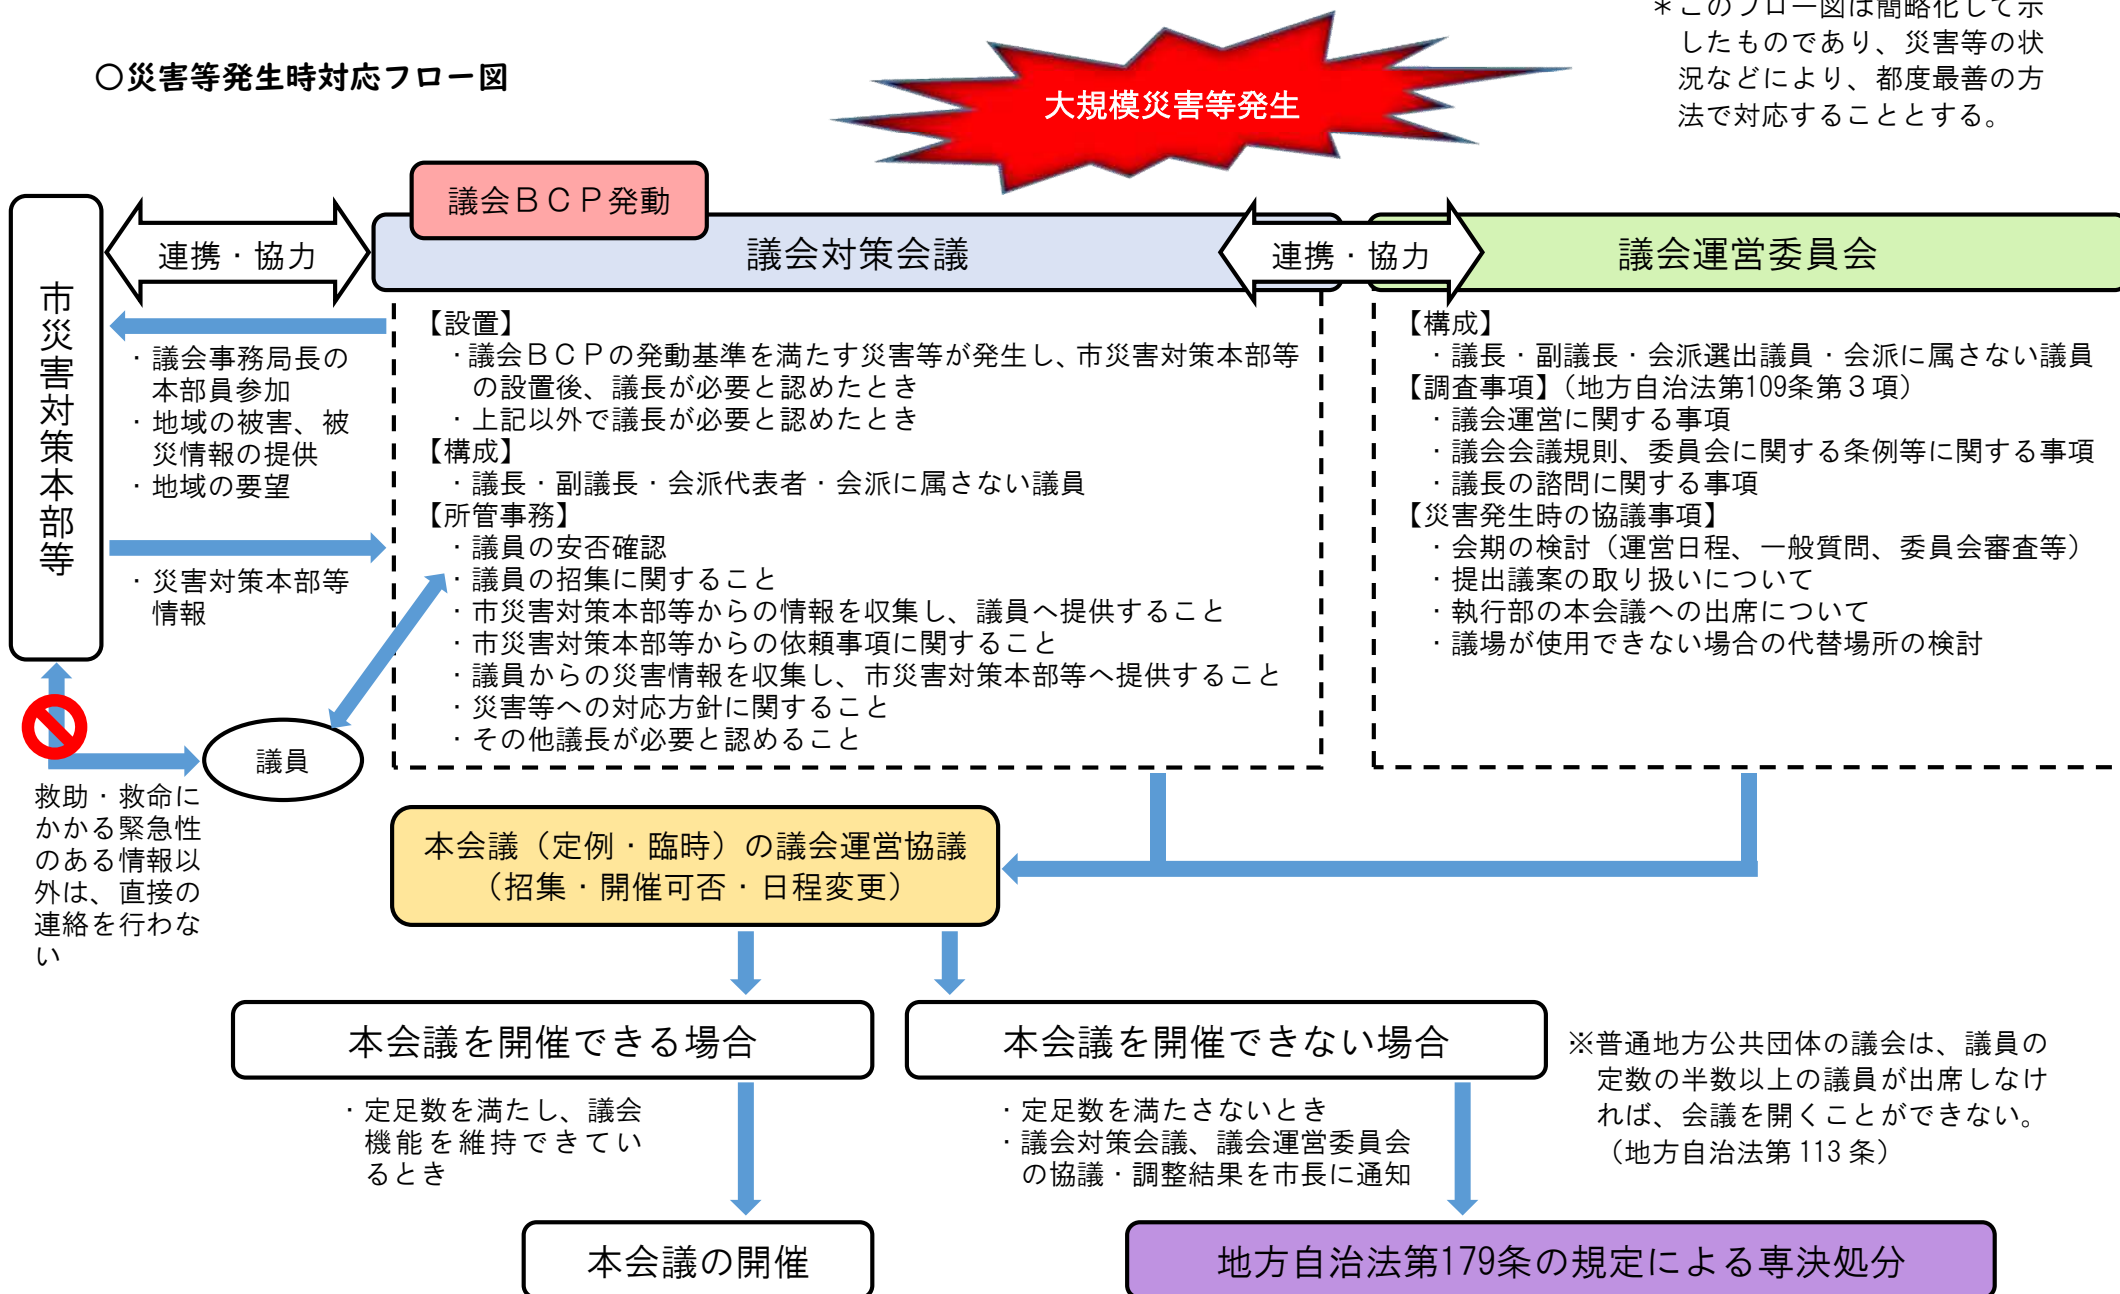 ○災害等発生時対応フロー図
大規模災害等発生
＊このフロー図は簡略化して示
したものであり、災害等の状
況などにより、都度最善の方
法で対応することとする。
議会ＢＣＰ発動
市災害対策本部等
連携・協力
議会対策会議
連携・協力
議会運営委員会
・議会事務局長の
本部員参加
・地域の被害、被
災情報の提供
・地域の要望
・災害対策本部等
情報
【設置】
・議会ＢＣＰの発動基準を満たす災害等が発生し、市災害対策本部等
の設置後、議長が必要と認めたとき
・上記以外で議長が必要と認めたとき
【構成】
・議長・副議長・会派代表者・会派に属さない議員
【所管事務】
・議員の安否確認
・議員の招集に関すること
・市災害対策本部等からの情報を収集し、議員へ提供すること
・市災害対策本部等からの依頼事項に関すること
・議員からの災害情報を収集し、市災害対策本部等へ提供すること
・災害等への対応方針に関すること
・その他議長が必要と認めること
【構成】
・議長・副議長・会派選出議員・会派に属さない議員
【調査事項】（地方自治法第109条第３項）
・議会運営に関する事項
・議会会議規則、委員会に関する条例等に関する事項
・議長の諮問に関する事項
【災害発生時の協議事項】
・会期の検討（運営日程、一般質問、委員会審査等）
・提出議案の取り扱いについて
・執行部の本会議への出席について
・議場が使用できない場合の代替場所の検討
議員
救助・救命に
かかる緊急性
のある情報以
外は、直接の
連絡を行わな
い
本会議（定例・臨時）の議会運営協議
（招集・開催可否・日程変更）
本会議を開催できる場合
本会議を開催できない場合
・定足数を満たし、議会
機能を維持できてい
るとき
・定足数を満たさないとき
・議会対策会議、議会運営委員会
の協議・調整結果を市長に通知
※普通地方公共団体の議会は、議員の
定数の半数以上の議員が出席しなけ
れば、会議を開くことができない。
（地方自治法第113条）
本会議の開催
地方自治法第179条の規定による専決処分